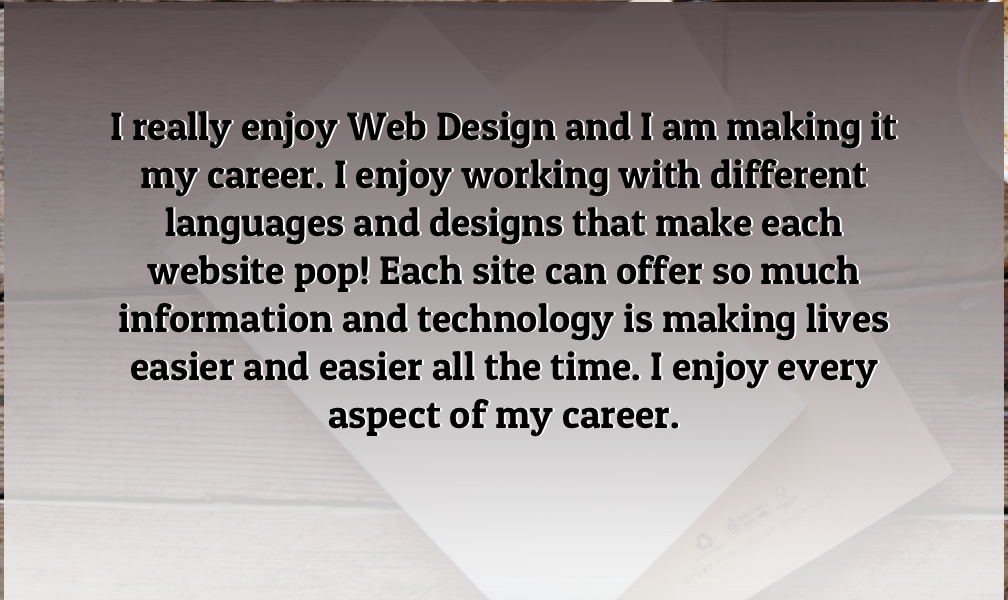 I really enjoy Web Design and I am making it
my career. I enjoy working with different
languages and designs that make each
website pop! Each site can offer so much
information and technology is making lives
easier and easier all the time. I enjoy every
aspect of my career.